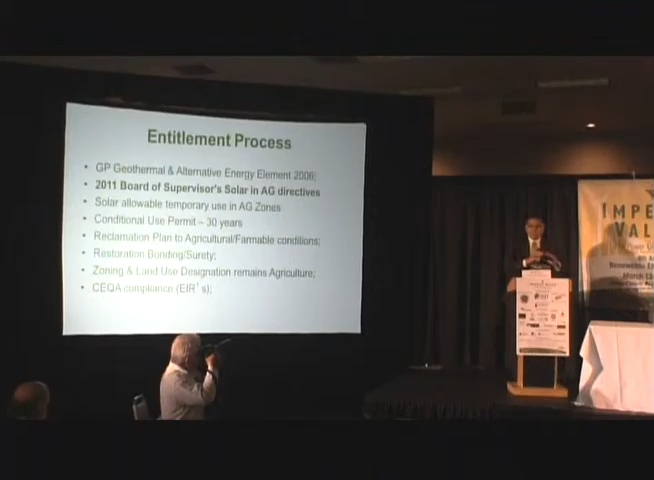 Entitlement Process
• GP Geothermal & Alternative Energy Element 2006;
• 2011 Board of Supervisor's Solar in AG directives
• Solar allowable temporary use in AG Zones
• Conditional Use Permit – 30 years
• Reclamation Plan to Agricultural/Farmable conditions;
• Restoration Bonding/Surety;
• Zoning & Land Use Designation remains Agriculture;
• CEQA compliance (EIR's);
IMPE
VAL
Renewable
March